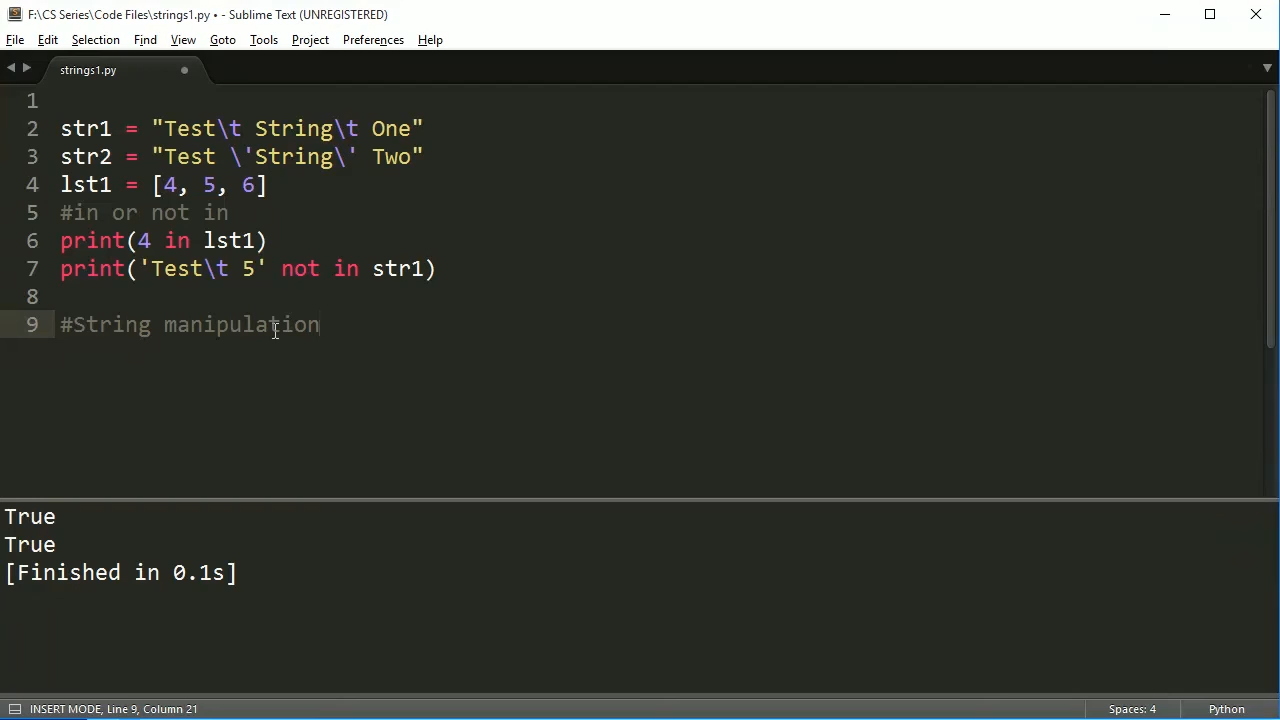 F:\CS Series\Code Files\strings1.py • - Sublime Text (UNREGISTERED)
File Edit Selection Find View Goto Tools Project Preferences Help
strings1.py
1
2 str1 = "Test\t String\t One"
3 str2 = "Test \'String\' Two"
4 lst1 = [4, 5, 6]
5 #in or not in
6 print(4 in lst1)
7 print('Test\t 5' not in str1)
8
9 #String manipulation
True
True
[Finished in 0.1s]
INSERT MODE, Line 9, Column 21 Spaces: 4 Python